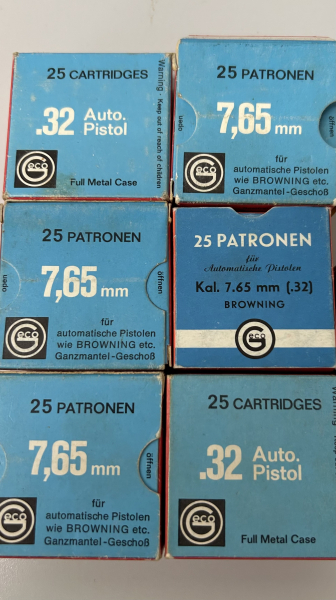 25 CARTRIDGES
.32 Auto.
Pistol
Geco
Full Metal Case
Warning - Keep out of reach of children
25 PATRONEN
7,65 mm
open
öffnen
Geco
für
automatische Pistolen
wie BROWNING etc.
Ganzmantel-Geschoß
25 PATRONEN
7,65 mm
open
öffnen
Geco
für
automatische Pistolen
wie BROWNING etc.
Ganzmantel-Geschoß
25 PATRONEN
für
Automatische Pistolen
Kal. 7.65 mm (.32)
BROWNING
Geco
25 PATRONEN
7,65 mm
öffnen
Geco
für
automatische Pistolen
wie BROWNING etc.
Ganzmantel-Geschoß
25 CARTRIDGES
.32 Auto.
Pistol
Geco
Full Metal Case
Warning